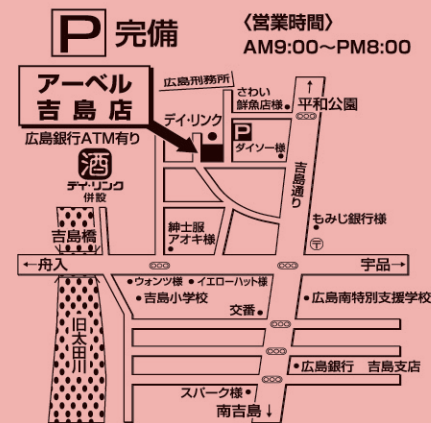 P 完備
〈営業時間〉
AM9:00〜PM8:00
アーベル
吉島店
広島銀行ATM有り
酒
デイ・リンク
併設
広島刑務所
さわい
鮮魚店様
デイ・リンク
P
ダイソー様
↑
平和公園
吉島通り
もみじ銀行様
〒
吉島橋
紳士服
アオキ様
←舟入
宇品→
ウォンツ様
イエローハット様
吉島小学校
交番
広島南特別支援学校
旧太田川
広島銀行 吉島支店
スパーク様
南吉島↓